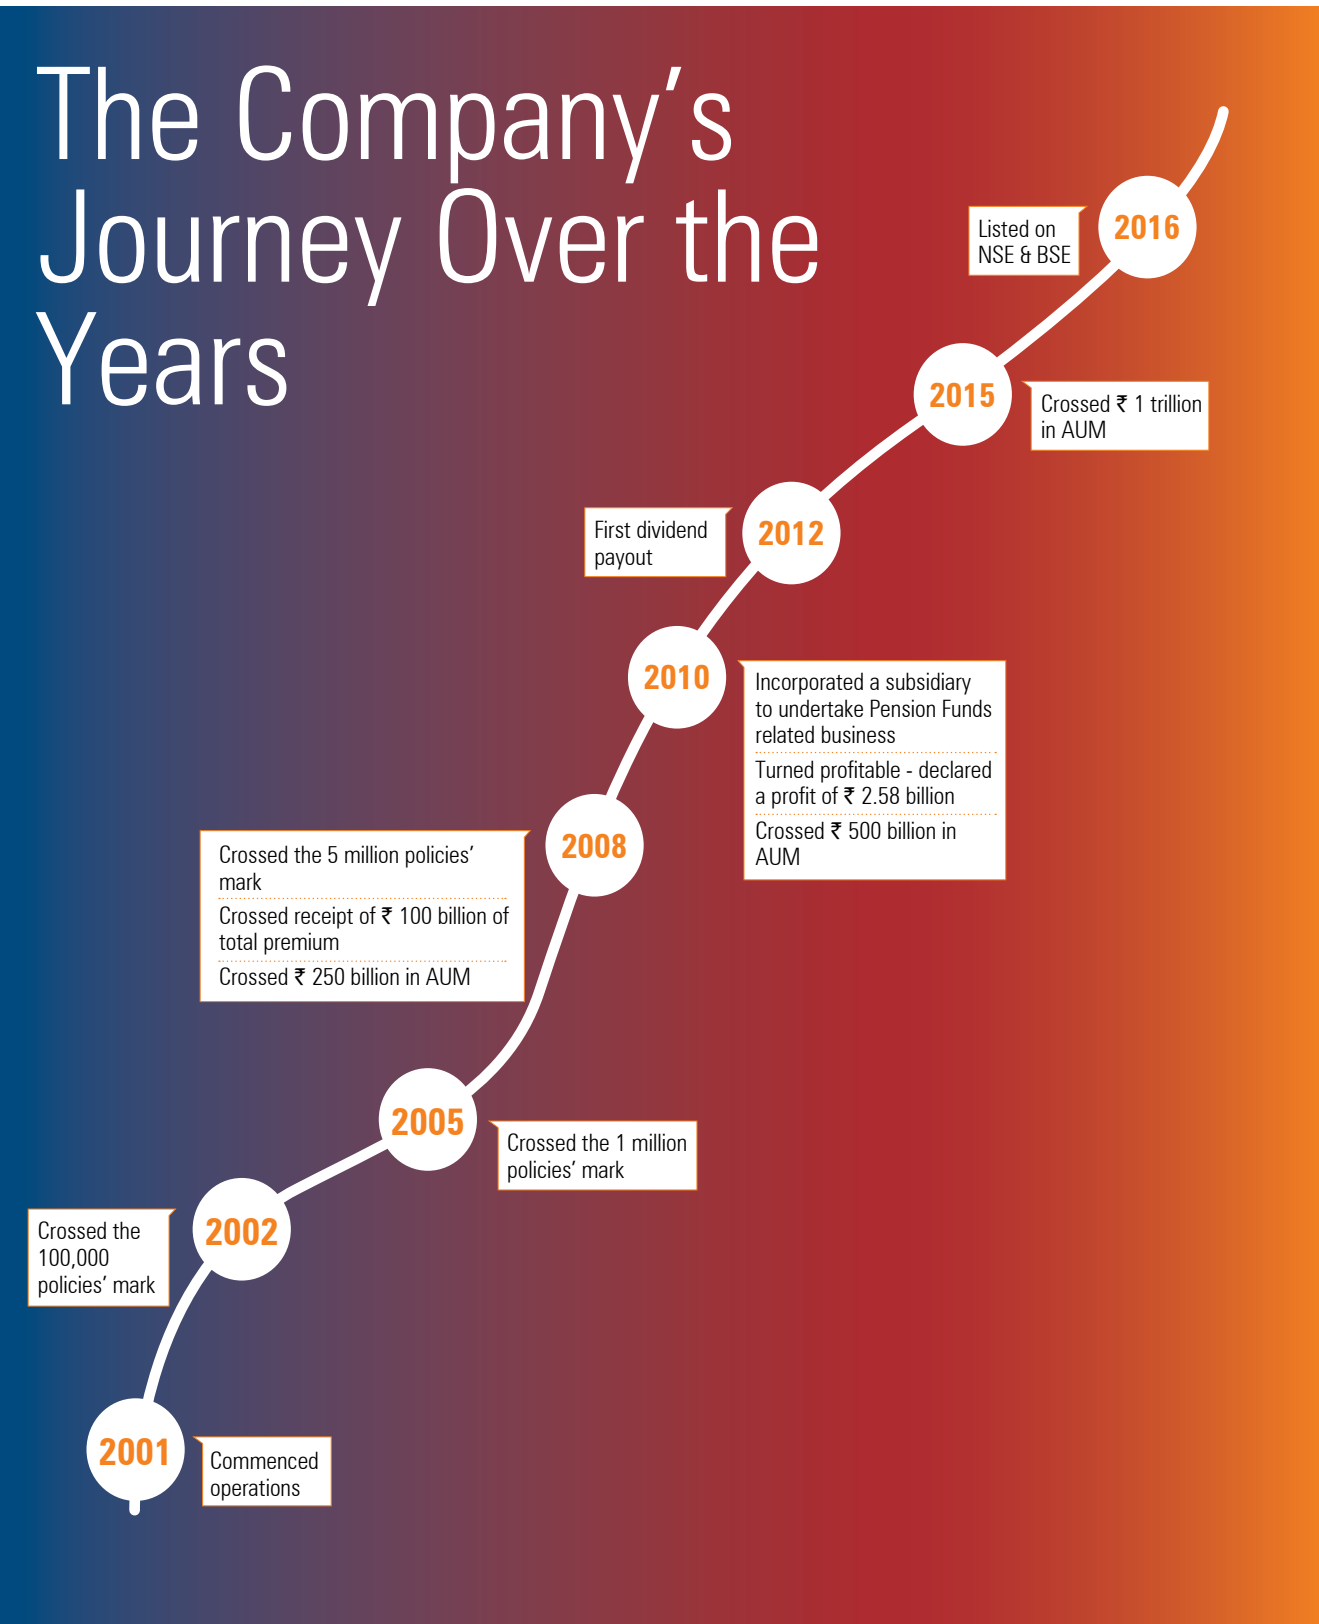 The Company’s
Journey Over the
Years
2016
Listed on
NSE & BSE
2015
Crossed ₹ 1 trillion
in AUM
2012
First dividend
payout
2010
Incorporated a subsidiary
to undertake Pension Funds
related business
Turned profitable - declared
a profit of ₹ 2.58 billion
Crossed ₹ 500 billion in
AUM
2008
Crossed the 5 million policies’
mark
Crossed receipt of ₹ 100 billion of
total premium
Crossed ₹ 250 billion in AUM
2005
Crossed the 1 million
policies’ mark
2002
Crossed the
100,000
policies’ mark
2001
Commenced
operations